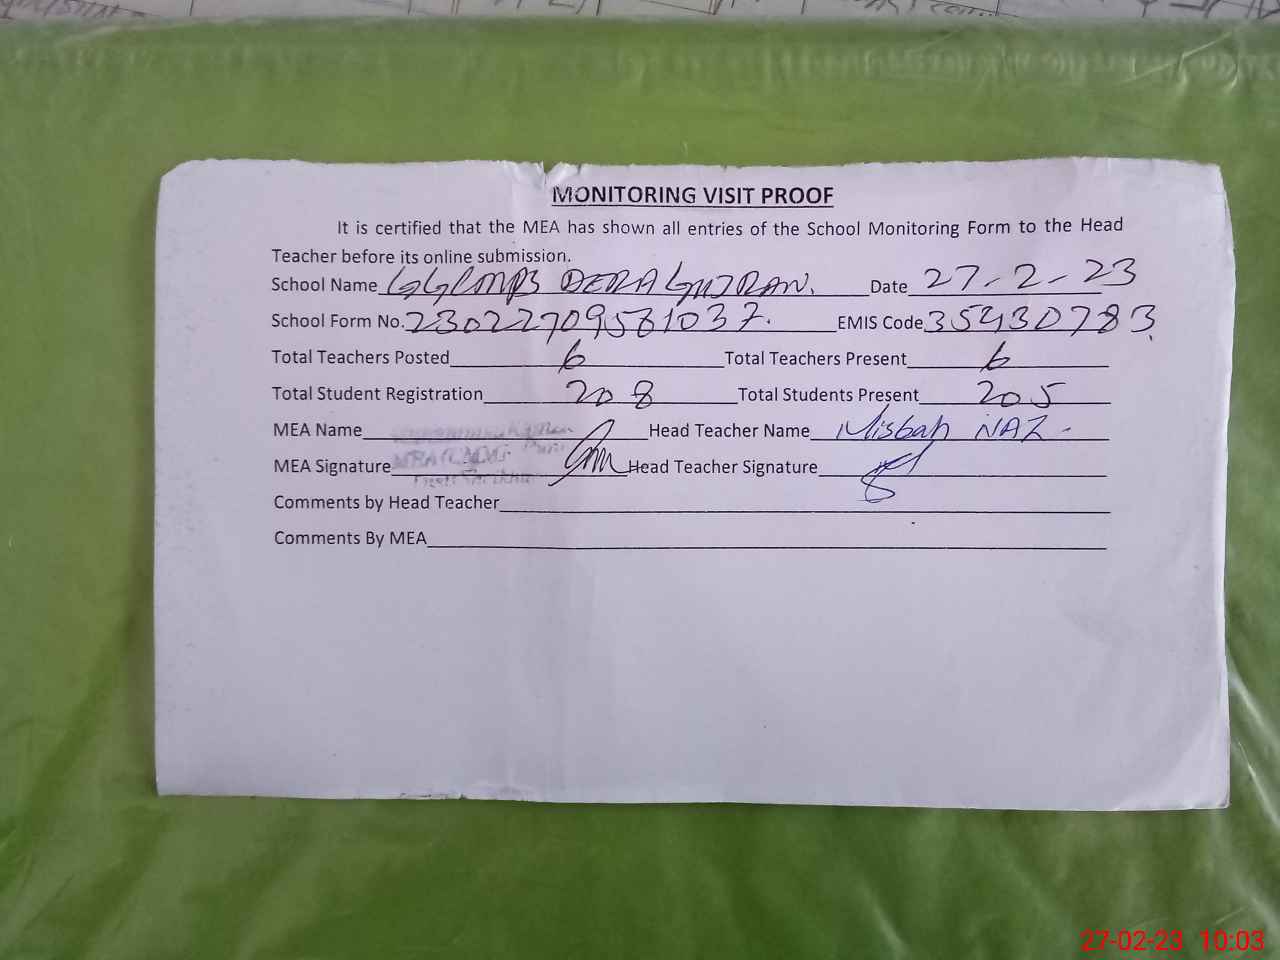 MONITORING VISIT PROOF
It is certified that the MEA has shown all entries of the School Monitoring Form to the Head
Teacher before its online submission.
School Name GGCMPS DERA GUJRAN. Date 27-2-23
School Form No. EMIS Code 35430783
Total Teachers Posted 6 Total Teachers Present 6
Total Student Registration 208 Total Students Present 205
MEA Name Head Teacher Name Misbah NAZ
MEA Signature Head Teacher Signature
Comments by Head Teacher
Comments By MEA
27-02-23 10:03